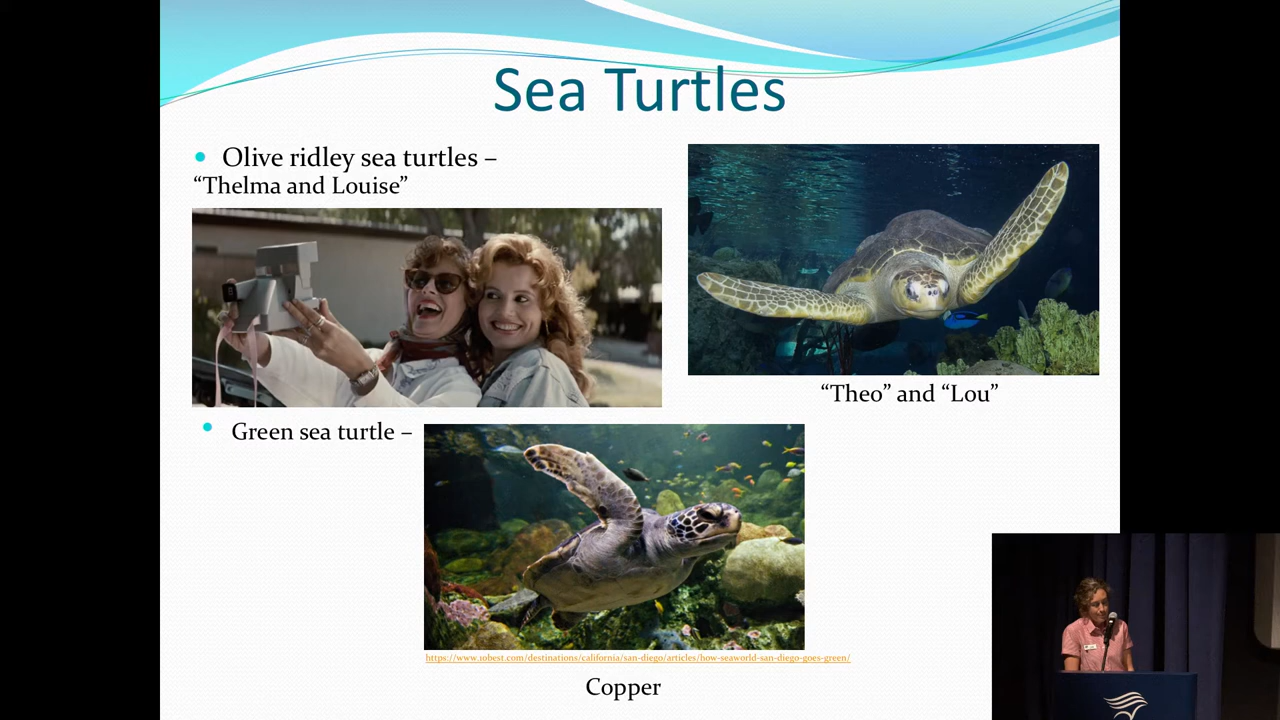 Sea Turtles
• Olive ridley sea turtles –
“Thelma and Louise”
“Theo” and “Lou”
• Green sea turtle –
https://www.10best.com/destinations/california/san-diego/articles/how-seaworld-san-diego-goes-green/
Copper